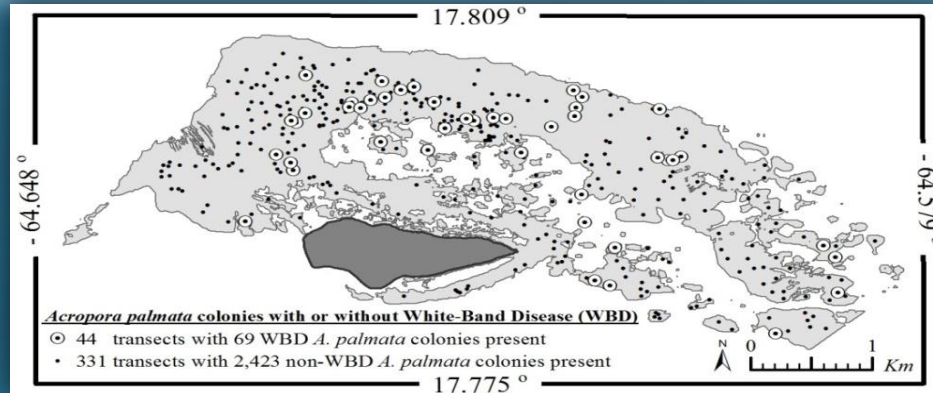 17.809 °
- 64.648 °
- 64.579 °
Acropora palmata colonies with or without White-Band Disease (WBD)
44 transects with 69 WBD A. palmata colonies present
331 transects with 2,423 non-WBD A. palmata colonies present
N
0 1
Km
17.775 °